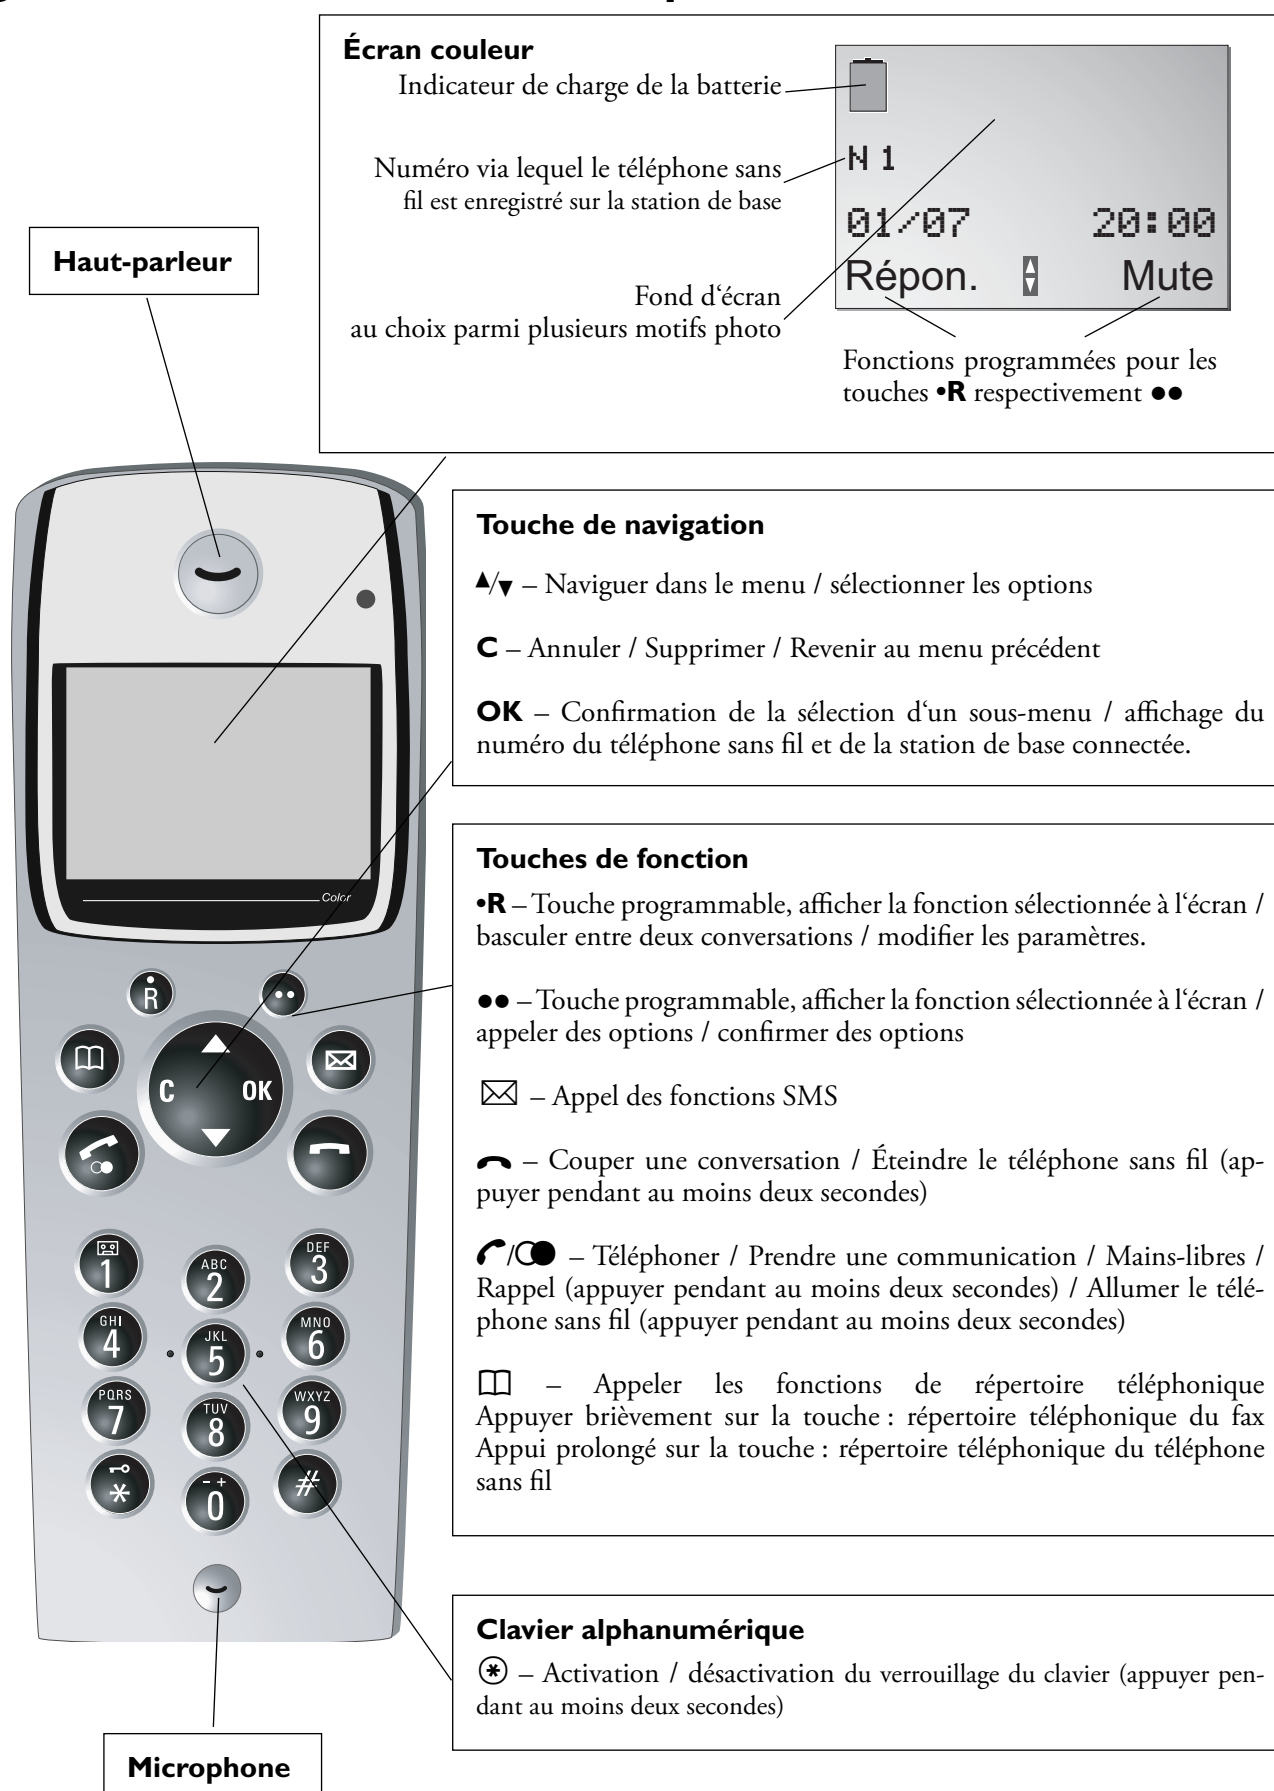 Écran couleur
Indicateur de charge de la batterie
Numéro via lequel le téléphone sans
fil est enregistré sur la station de base
Fond d‘écran
au choix parmi plusieurs motifs photo
N 1
01/07 20:00
Répon. Mute
Fonctions programmées pour les
touches •R respectivement ●●
Haut-parleur
Touche de navigation
▲/▼ – Naviguer dans le menu / sélectionner les options
C – Annuler / Supprimer / Revenir au menu précédent
OK – Confirmation de la sélection d‘un sous-menu / affichage du
numéro du téléphone sans fil et de la station de base connectée.
Touches de fonction
•R – Touche programmable, afficher la fonction sélectionnée à l‘écran /
basculer entre deux conversations / modifier les paramètres.
●● – Touche programmable, afficher la fonction sélectionnée à l‘écran /
appeler des options / confirmer des options
– Appel des fonctions SMS
– Couper une conversation / Éteindre le téléphone sans fil (ap-
puyer pendant au moins deux secondes)
– Téléphoner / Prendre une communication / Mains-libres /
Rappel (appuyer pendant au moins deux secondes) / Allumer le télé-
phone sans fil (appuyer pendant au moins deux secondes)
– Appeler les fonctions de répertoire téléphonique
Appuyer brièvement sur la touche : répertoire téléphonique du fax
Appui prolongé sur la touche : répertoire téléphonique du téléphone
sans fil
Clavier alphanumérique
* – Activation / désactivation du verrouillage du clavier (appuyer pen-
dant au moins deux secondes)
Color
R
C OK
1
ABC
2
DEF
3
GHI
4
JKL
5
MNO
6
PQRS
7
TUV
8
WXYZ
9
*
- +
0
#
Microphone